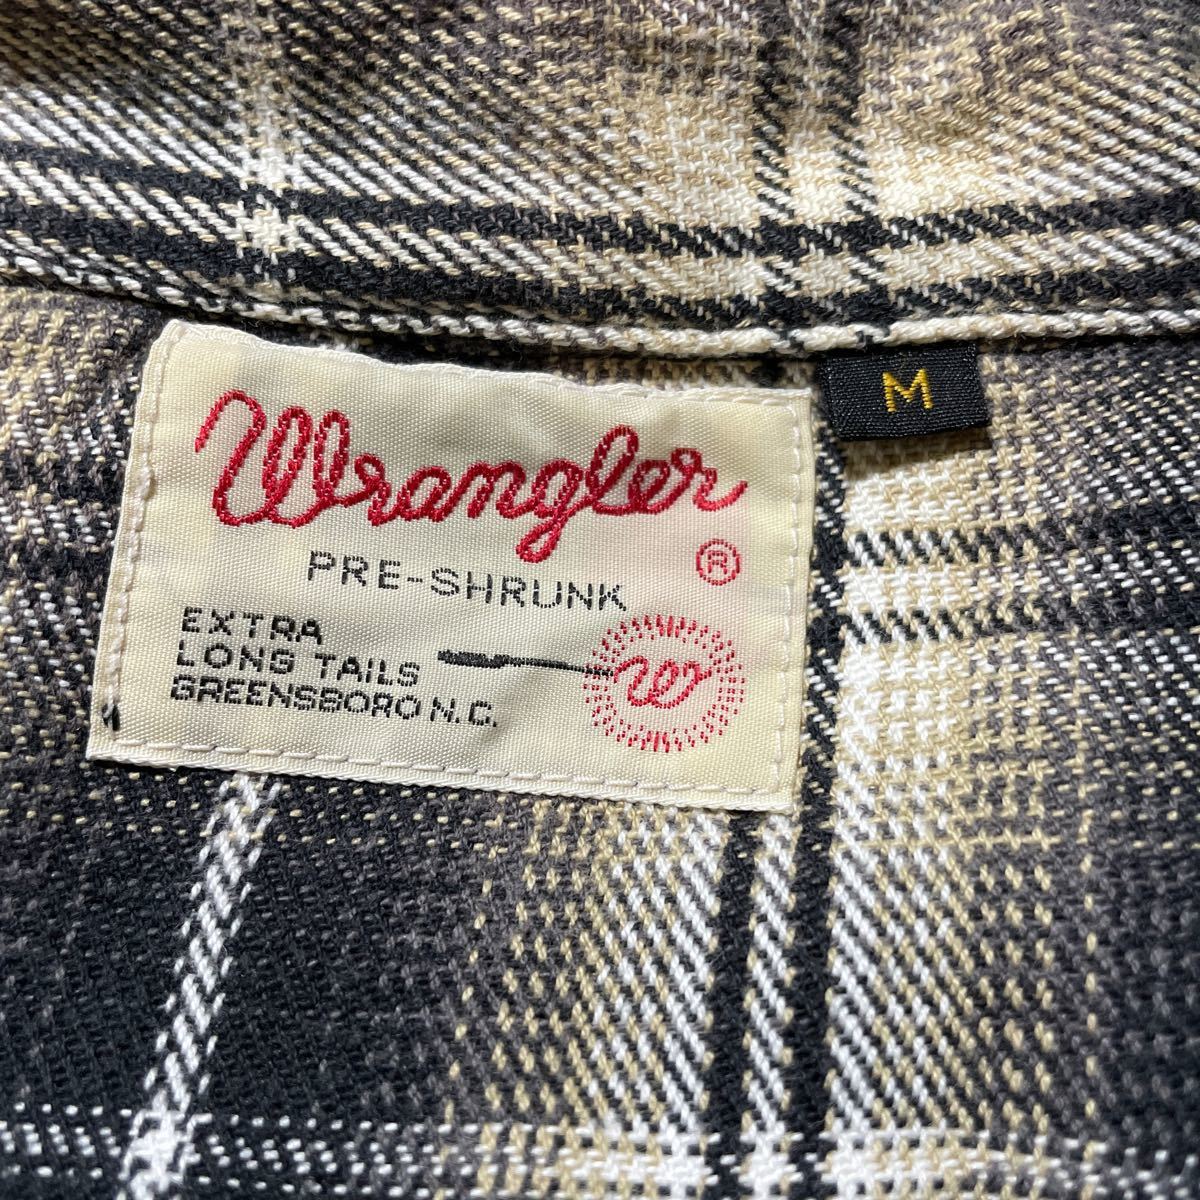 Wrangler
®
PRE-SHRUNK
EXTRA
LONG TAILS
GREENSBORO N.C.
W
M